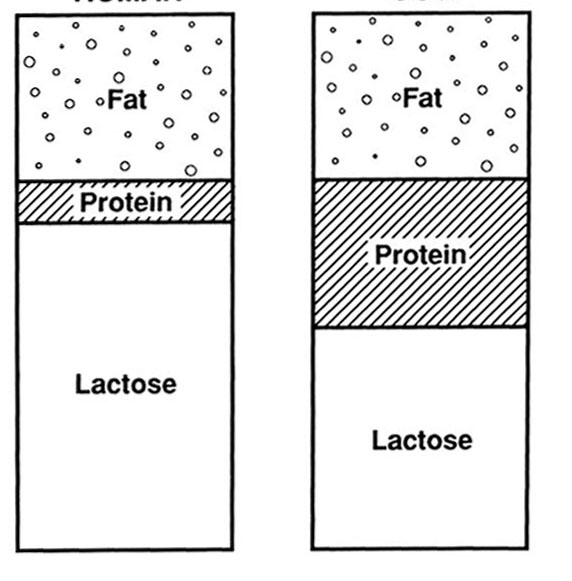 Fat
Protein
Lactose
Fat
Protein
Lactose